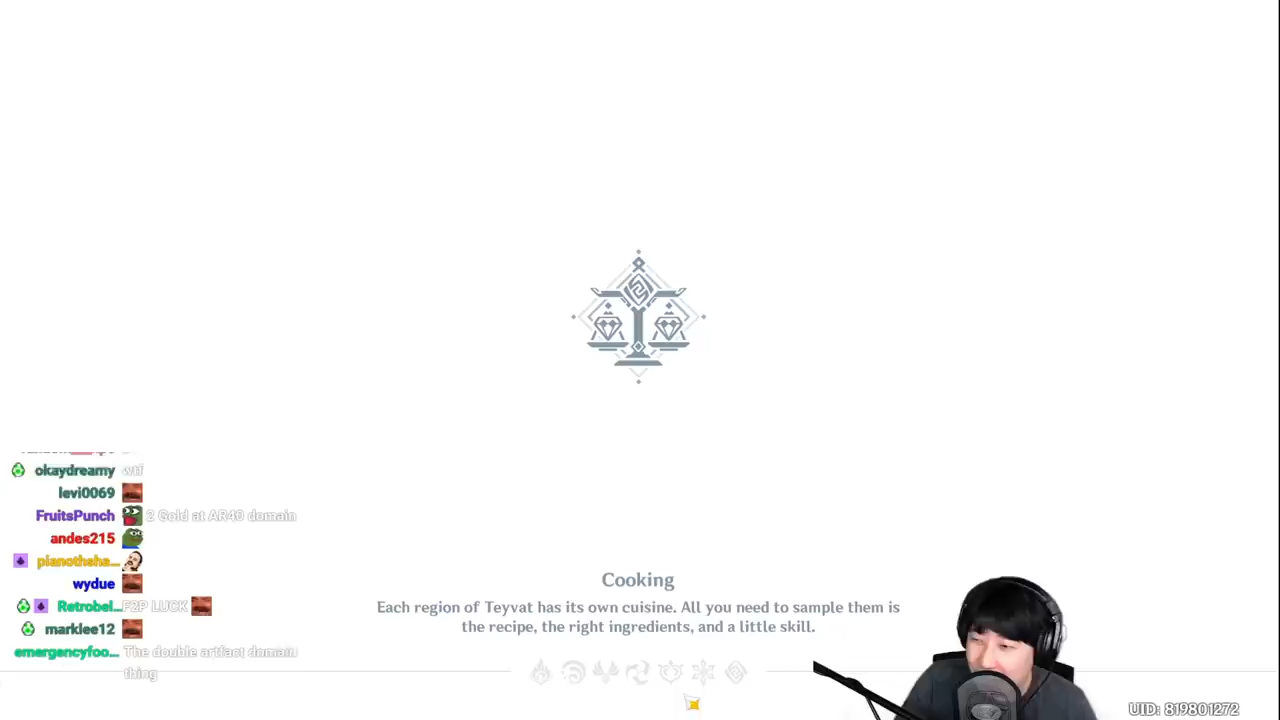 okaydreamy wtf
levi0069
FruitsPunch 2 Gold at AR40 domain
andes215
pianothsha...
wydue
Retrobel... F2P LUCK
marklee12
emergencyfoo... The double artfact domain
thing
Cooking
Each region of Teyvat has its own cuisine. All you need to sample them is
the recipe, the right ingredients, and a little skill.
UID: 819801272